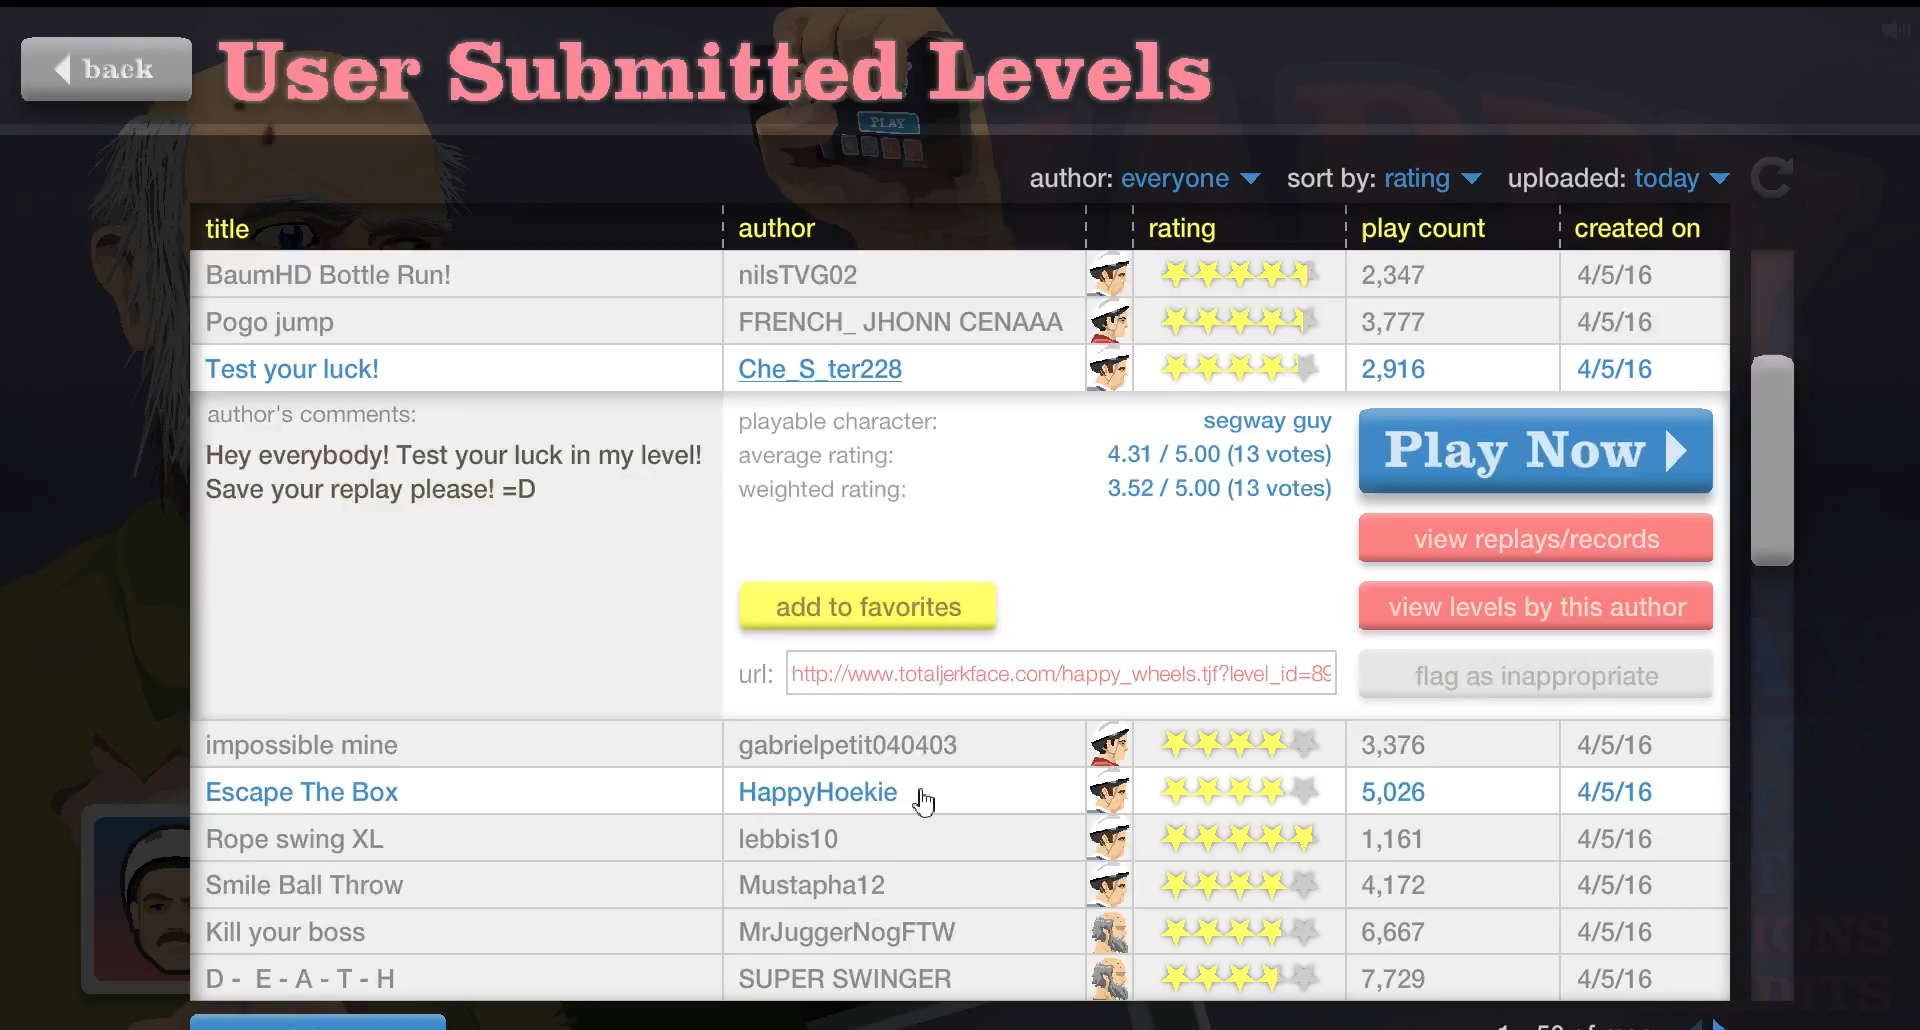 back
User Submitted Levels
PLAY
author: everyone sort by: rating uploaded: today
title author rating play count created on
BaumHD Bottle Run! nilsTVG02 2,347 4/5/16
Pogo jump FRENCH_ JHONN CENAAA 3,777 4/5/16
Test your luck! Che_S_ter228 2,916 4/5/16
author's comments:
Hey everybody! Test your luck in my level!
Save your replay please! =D
playable character: segway guy
average rating: 4.31 / 5.00 (13 votes)
weighted rating: 3.52 / 5.00 (13 votes)
Play Now
view replays/records
add to favorites
view levels by this author
url: http://www.totaljerkface.com/happy_wheels.tjf?level_id=89
flag as inappropriate
impossible mine gabrielpetit040403 3,376 4/5/16
Escape The Box HappyHoekie 5,026 4/5/16
Rope swing XL lebbis10 1,161 4/5/16
Smile Ball Throw Mustapha12 4,172 4/5/16
Kill your boss MrJuggerNogFTW 6,667 4/5/16
D - E - A - T - H SUPER SWINGER 7,729 4/5/16